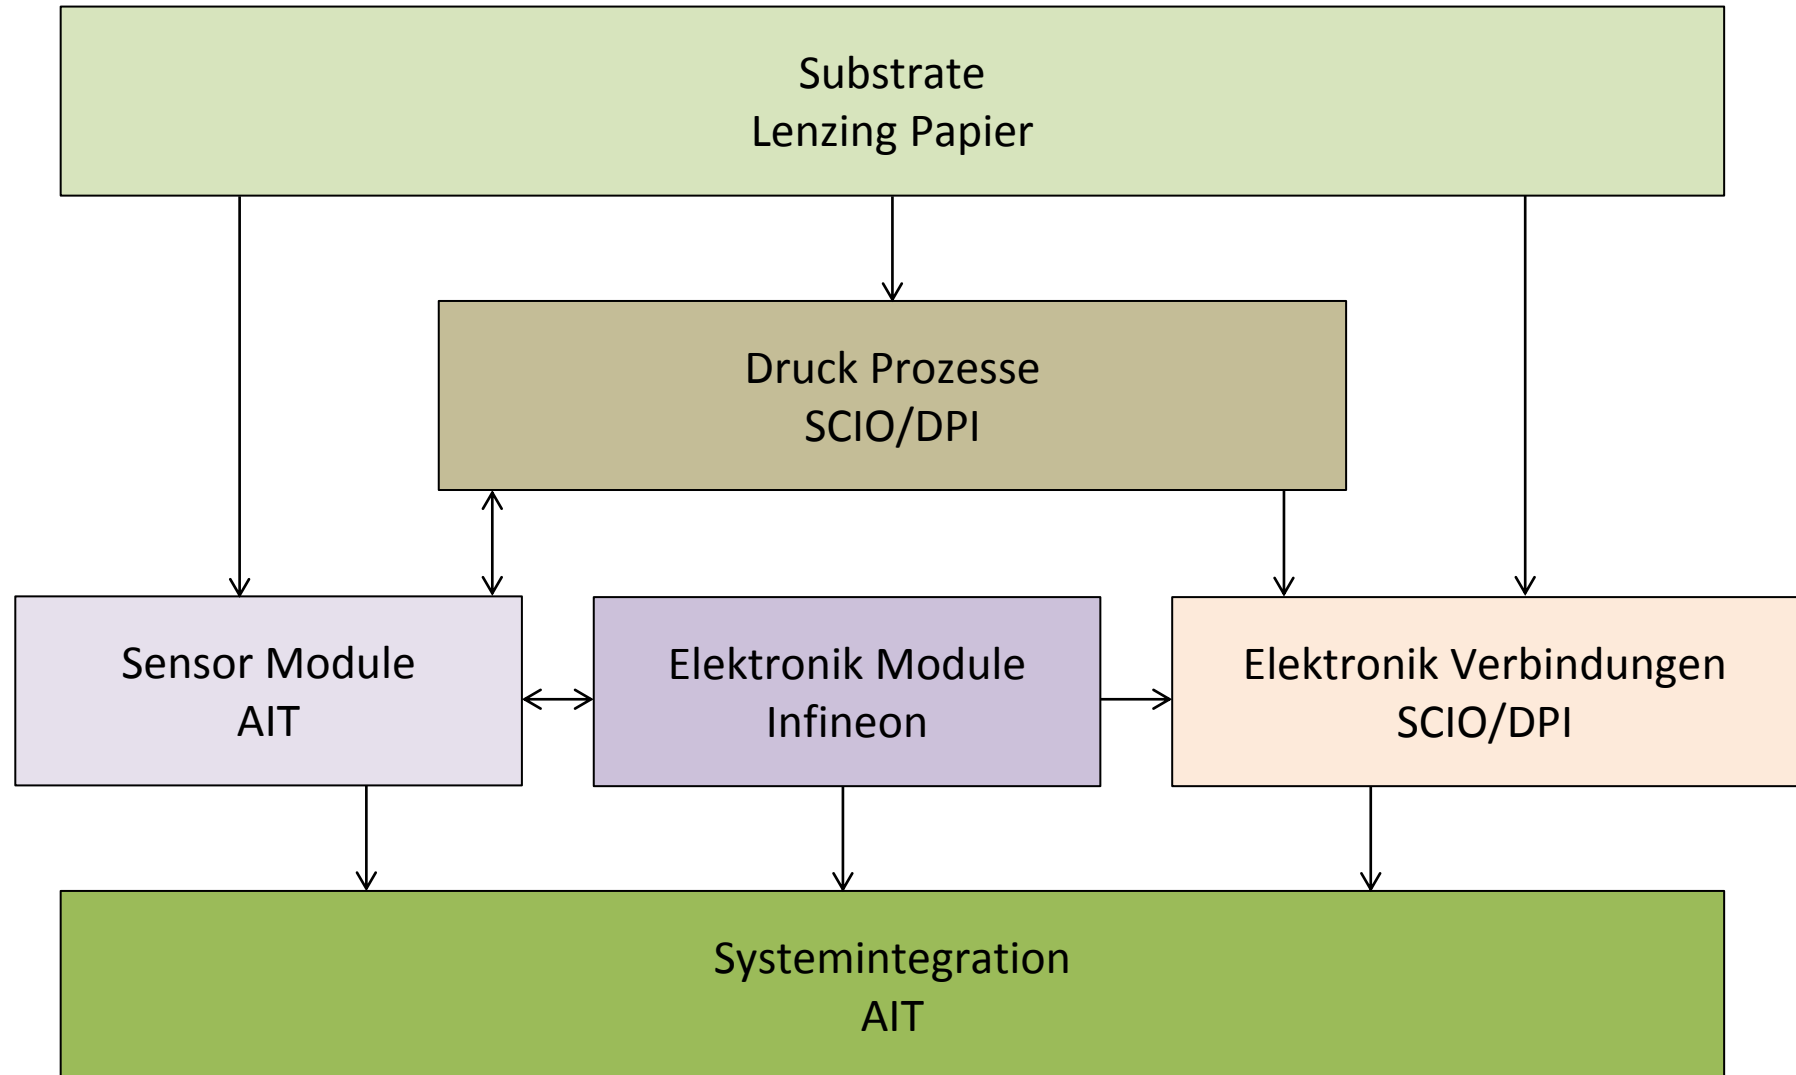 Substrate
Lenzing Papier
Druck Prozesse
SCIO/DPI
Sensor Module
AIT
Elektronik Module
Infineon
Elektronik Verbindungen
SCIO/DPI
Systemintegration
AIT